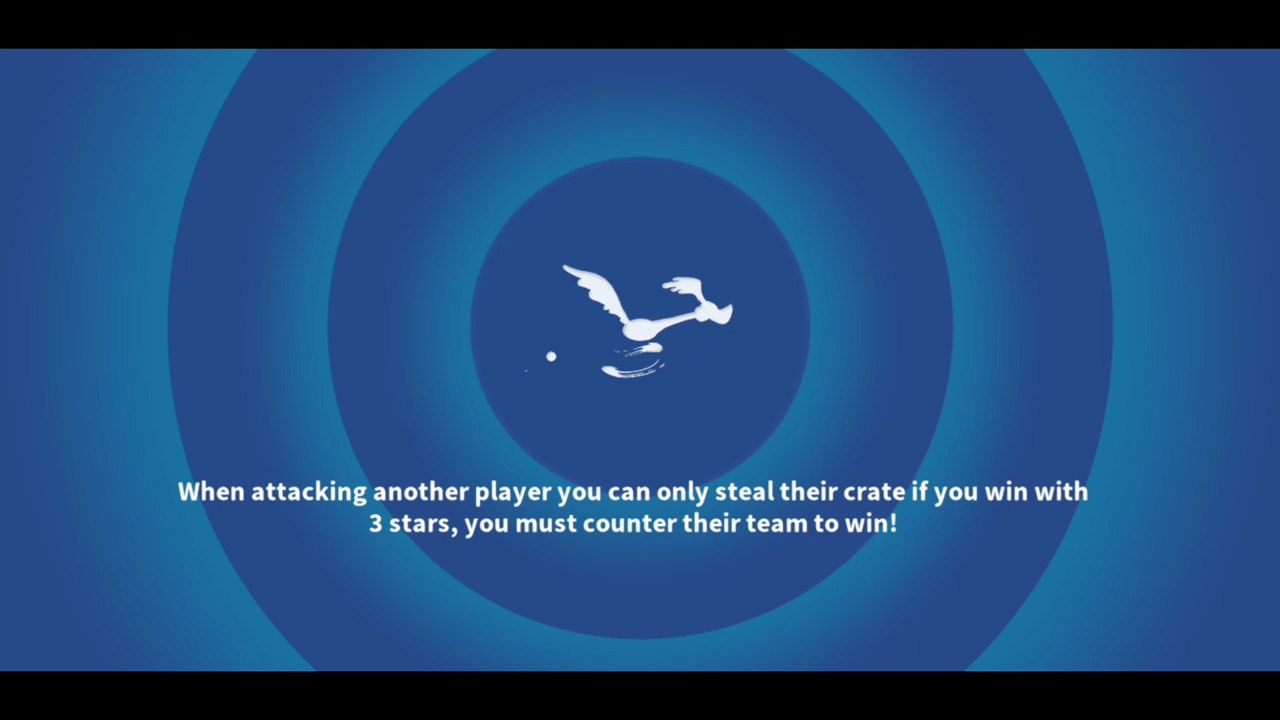 When attacking another player you can only steal their crate if you win with
3 stars, you must counter their team to win!